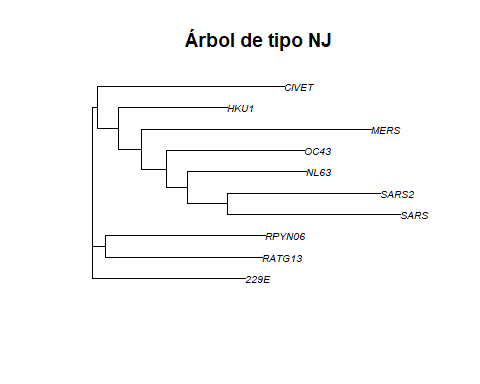 Árbol de tipo NJ
CIVET
HKU1
MERS
OC43
NL63
SARS2
SARS
RPYN06
RATG13
229E